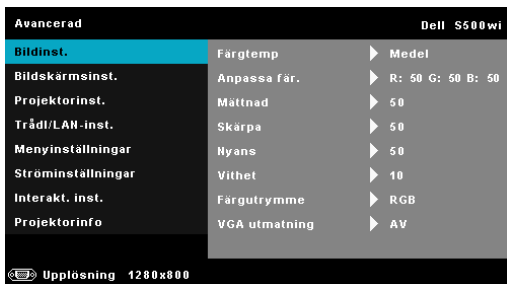 Avancerad Dell S500wi
Bildinst. Färgtemp Medel
Bildskärmsinst. Anpassa fär. R: 50 G: 50 B: 50
Projektorinst. Mättnad 50
Trådl/LAN-inst. Skärpa 50
Menyinställningar Nyans 50
Ströminställningar Vithet 10
Interakt. inst. Färgutrymme RGB
Projektorinfo VGA utmatning AV
Upplösning 1280x800